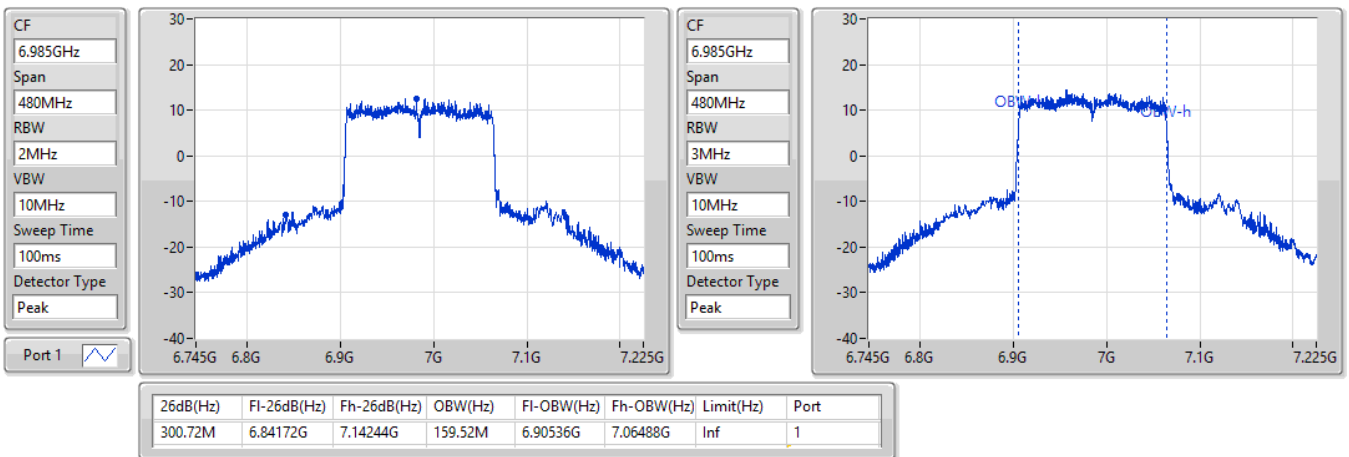 CF
6.985GHz
Span
480MHz
RBW
2MHz
VBW
10MHz
Sweep Time
100ms
Detector Type
Peak
Port 1
30
20
10
0
-10
-20
-30
-40
6.745G 6.8G 6.9G 7G 7.1G 7.225G
CF
6.985GHz
Span
480MHz
RBW
3MHz
VBW
10MHz
Sweep Time
100ms
Detector Type
Peak
30
20
10
0
-10
-20
-30
-40
OBW-h
6.745G 6.8G 6.9G 7G 7.1G 7.225G
26dB(Hz) Fl-26dB(Hz) Fh-26dB(Hz) OBW(Hz) Fl-OBW(Hz) Fh-OBW(Hz) Limit(Hz) Port
300.72M 6.84172G 7.14244G 159.52M 6.90536G 7.06488G Inf 1